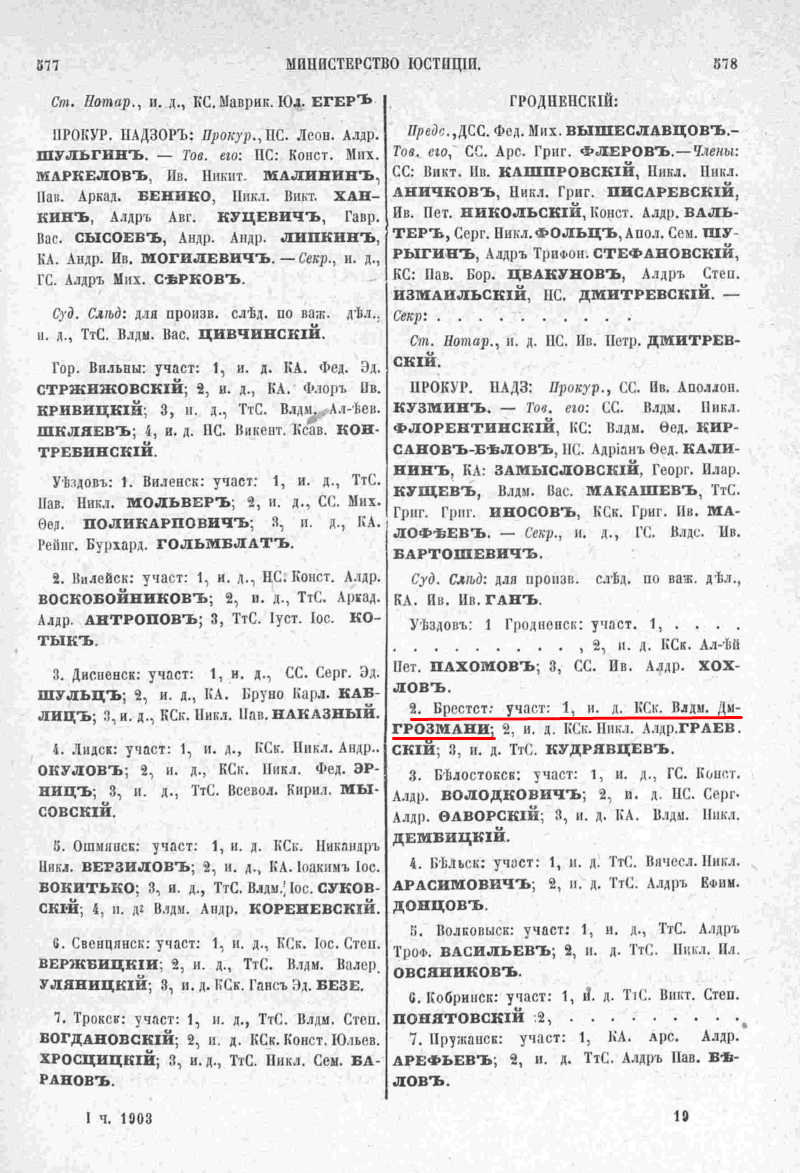 577
МИНИСТЕРСТВО ЮСТИЦІИ.
578
Ст. Нотар., и. д., КС. Маврик. Юл. ЕГЕРЪ
ПРОКУР. НАДЗОРЪ: Прокур., НС. Леон. Алдр.
ШУЛЬГИНЪ. — Тов. его: НС: Конст. Мих.
МАРКЕЛОВЪ, Ив. Никит. МАЛИНИНЪ,
Пав. Аркад. БЕНИКО, Никл. Викт. ХАН-
КИНЪ, Алдръ Авг. КУЦЕВИЧЪ, Гавр.
Вас. СЫСОЕВЪ, Андр. Андр. ЛИПКИНЪ,
КА. Андр. Ив. МОГИЛЕВИЧЪ. — Секр., и. д.,
ГС. Алдръ Мих. СѢРКОВЪ.
Суд. Слѣд: для произв. слѣд. по важ. дѣл.,
и. д., ТтС. Влдм. Вас. ЦИВЧИНСКІЙ.
Гор. Вильны: участ: 1, и. д. КА. Фед. Эд.
СТРЖИЖОВСКІЙ; 2, и. д., КА. Флоръ Ив.
КРИВИЦКІЙ; 3, и. д., ТтС. Влдм. Ал-ѣев.
ШКЛЯЕВЪ; 4, и. д. НС. Викент. Ксав. КОН-
ТРЕБИНСКІЙ.
Уѣздовъ: 1. Виленск: участ: 1, и. д., ТтС.
Пав. Никл. МОЛЬВЕРЪ; 2, и. д., СС. Мих.
Ѳед. ПОЛИКАРПОВИЧЪ; 3, и. д., КА.
Рейнг. Бурхард. ГОЛЬМБЛАТЪ.
2. Вилейск: участ: 1, и. д., НС. Конст. Алдр.
ВОСКОБОЙНИКОВЪ; 2, и. д., ТтС. Аркад.
Алдр. АНТРОПОВЪ; 3, ТтС. Іуст. Іос. КО-
ТЫКЪ.
3. Дисненск: участ: 1, и. д., СС. Серг. Эд.
ШУЛЬЦЪ; 2, и. д., КА. Бруно Карл. КАБ-
ЛИЦЪ; 3, и. д., КСк. Никл. Пав. НАКАЗНЫЙ.
4. Лидск: участ: 1, и. д., КСк. Никл. Андр..
ОКУЛОВЪ; 2, и. д., КСк. Никл. Фед. ЭР-
НИЦЪ; 3, и. д., ТтС. Всевол. Кирил. МЫ-
СОВСКІЙ.
5. Ошмянск: участ: 1, и. д. КСк. Никандръ
Никл. ВЕРЗИЛОВЪ; 2, и. д., КА. Іоакимъ Іос.
БОКИТЬКО; 3, и. д., ТтС. Влдм. Іос. СУКОВ-
СКІЙ; 4, и. д. Влдм. Андр. КОРЕНЕВСКІЙ.
6. Свенцянск: участ: 1, и. д., КСк. Іос. Степ.
ВЕРЖБИЦКІИ; 2, и. д., ТтС. Влдм. Валер.
УЛЯНИЦКІЙ; 3, и. д. КСк. Гансъ Эд. БЕЗЕ.
7. Трокск: участ: 1, и. д., ТтС. Влдм. Степ.
БОГДАНОВСКІЙ; 2, и. д. КСк. Конст. Юльев.
ХРОСЦИЦКІЙ; 3, и. д., ТтС. Никл. Сем. БА-
РАНОВЪ.
I ч. 1903
ГРОДНЕНСКІЙ:
Предс., ДСС. Фед. Мих. ВЫШЕСЛАВЦОВЪ.–
Тов. его, СС. Арс. Григ. ФЛЕРОВЪ.—Члены:
СС: Викт. Ив. КАШПРОВСКІЙ, Никл. Никл.
АНИЧКОВЪ, Никл. Григ. ПИСАРЕВСКІЙ,
Ив. Пет. НИКОЛЬСКІЙ, Конст. Алдр. ВАЛЬ-
ТЕРЪ, Серг. Никл. ФОЛЬЦЪ, Апол. Сем. ШУ-
РЫГИНЪ, Алдръ Трифон. СТЕФАНОВСКІЙ,
КС: Пав. Бор. ЦВАКУНОВЪ, Алдръ Степ.
ИЗМАИЛЬСКІЙ, НС. ДМИТРЕВСКІЙ. —
Секр: . . . . . . . . . .
Ст. Нотар., и. д. НС. Ив. Петр. ДМИТРЕВ-
СКІЙ.
ПРОКУР. НАДЗ: Прокур., СС. Ив. Аполлон.
КУЗМИНЪ. — Тов. его: СС. Влдм. Никл.
ФЛОРЕНТИНСКІЙ, КС: Влдм. Ѳед. КИР-
САНОВЪ-БѢЛОВЪ, НС. Адріанъ Ѳед. КАЛИ-
НИНЪ, КА: ЗАМЫСЛОВСКІЙ, Георг. Илар.
КУЩЕВЪ, Влдм. Вас. МАКАШЕВЪ, ТтС.
Григ. Григ. ИНОСОВЪ, КСк. Григ. Ив. МА-
ЛОФѢЕВЪ. — Секр., и. д., ГС. Влдс. Ив.
БАРТОШЕВИЧЪ.
Суд. Слѣд: для произв. слѣд. по важ. дѣл.,
КА. Ив. Ив. ГАНЪ.
Уѣздовъ: 1 Гродненск: участ. 1, . . . .
. . . . . . . . . , 2, и. д. КСк. Ал-ѣй
Пет. ПАХОМОВЪ; 3, СС. Ив. Алдр. ХОХ-
ЛОВЪ.
2. Брестст: участ: 1, и. д. КСк. Влдм. Дм-
ГРОЗМАНИ; 2, и. д. КСк. Никл. Алдр. ГРАЕВ.
СКІЙ; 3, и. д. ТтС. КУДРЯВЦЕВЪ.
3. Бѣлостокск: участ: 1, и. д., ГС. Конст.
Алдр. ВОЛОДКОВИЧЪ; 2, и. д. НС. Серг.
Алдр. ѲАВОРСКІЙ; 3, и. д. КА. Влдм. Никл.
ДЕМБИЦКІЙ.
4. Бѣльск: участ: 1, и. д. ТтС. Вячесл. Никл.
АРАСИМОВИЧЪ; 2, и. д. ТтС. Алдръ Ефим.
ДОНЦОВЪ.
5. Волковыск: участ: 1, и. д., ТтС. Алдръ
Троф. ВАСИЛЬЕВЪ; 2, и. д. ТтС. Никл. Ил.
ОВСЯНИКОВЪ.
6. Кобринск: участ: 1, и. д. ТтС. Викт. Степ.
ПОНЯТОВСКІЙ :2, . . . . . . . . .
7. Пружанск: участ: 1, КА. Арс. Алдр.
АРЕФЬЕВЪ; 2, и. д. ТтС. Алдръ Пав. БѢ-
ЛОВЪ.
19